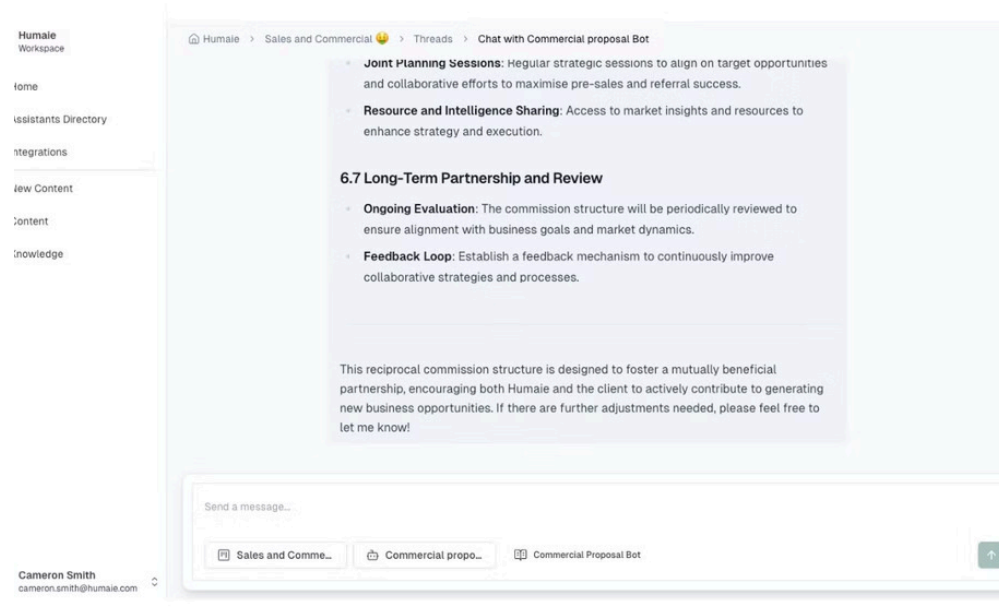 Humaie
Workspace
Home
Assistants Directory
Integrations
New Content
Content
Knowledge
Cameron Smith
cameron.smith@humaie.com
Humaie > Sales and Commercial 🤑 > Threads > Chat with Commercial proposal Bot
Joint Planning Sessions: Regular strategic sessions to align on target opportunities
and collaborative efforts to maximise pre-sales and referral success.
Resource and Intelligence Sharing: Access to market insights and resources to
enhance strategy and execution.
6.7 Long-Term Partnership and Review
Ongoing Evaluation: The commission structure will be periodically reviewed to
ensure alignment with business goals and market dynamics.
Feedback Loop: Establish a feedback mechanism to continuously improve
collaborative strategies and processes.
This reciprocal commission structure is designed to foster a mutually beneficial
partnership, encouraging both Humaie and the client to actively contribute to generating
new business opportunities. If there are further adjustments needed, please feel free to
let me know!
Send a message...
Sales and Comme...
Commercial propo...
Commercial Proposal Bot